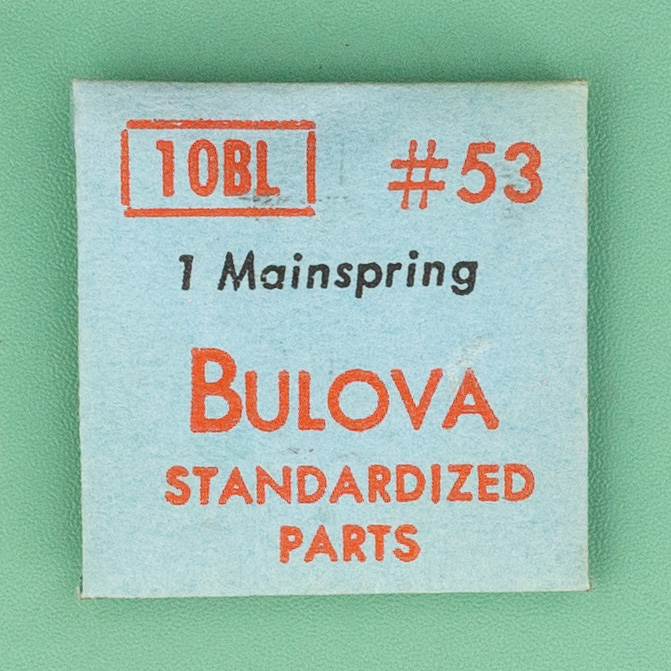 10BL #53
1 Mainspring
BULOVA
STANDARDIZED
PARTS